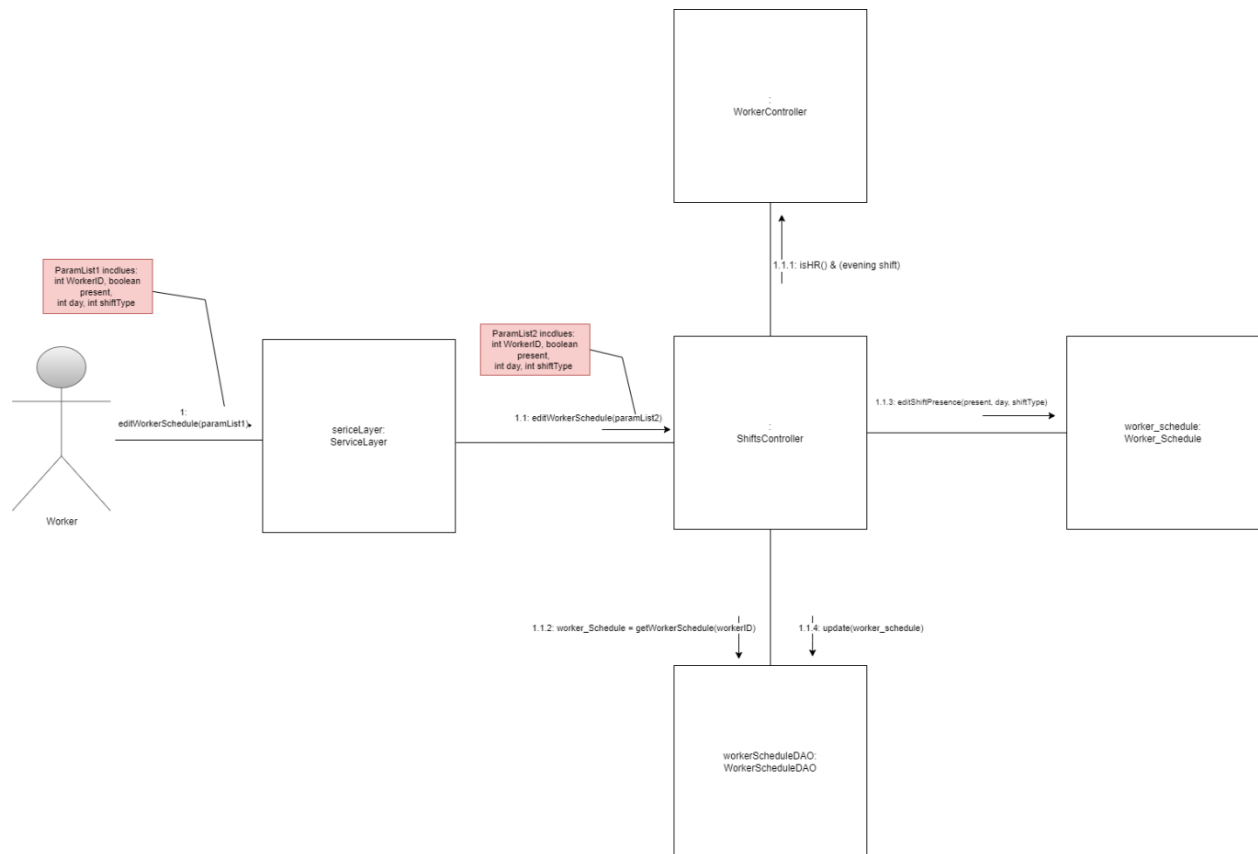 :
WorkerController
ParamList1 incdlues:
int WorkerID, boolean
present,
int day, int shiftType
1.1.1: isHR() & (evening shift)
ParamList2 incdlues:
int WorkerID, boolean
present,
int day, int shiftType
1:
editWorkerSchedule(paramList1)
1.1: editWorkerSchedule(paramList2)
1.1.3: editShiftPresence(present, day, shiftType)
sericeLayer:
ServiceLayer
:
ShiftsController
worker_schedule:
Worker_Schedule
Worker
1.1.2: worker_Schedule = getWorkerSchedule(workerID)
1.1.4: update(worker_schedule)
workerScheduleDAO:
WorkerScheduleDAO